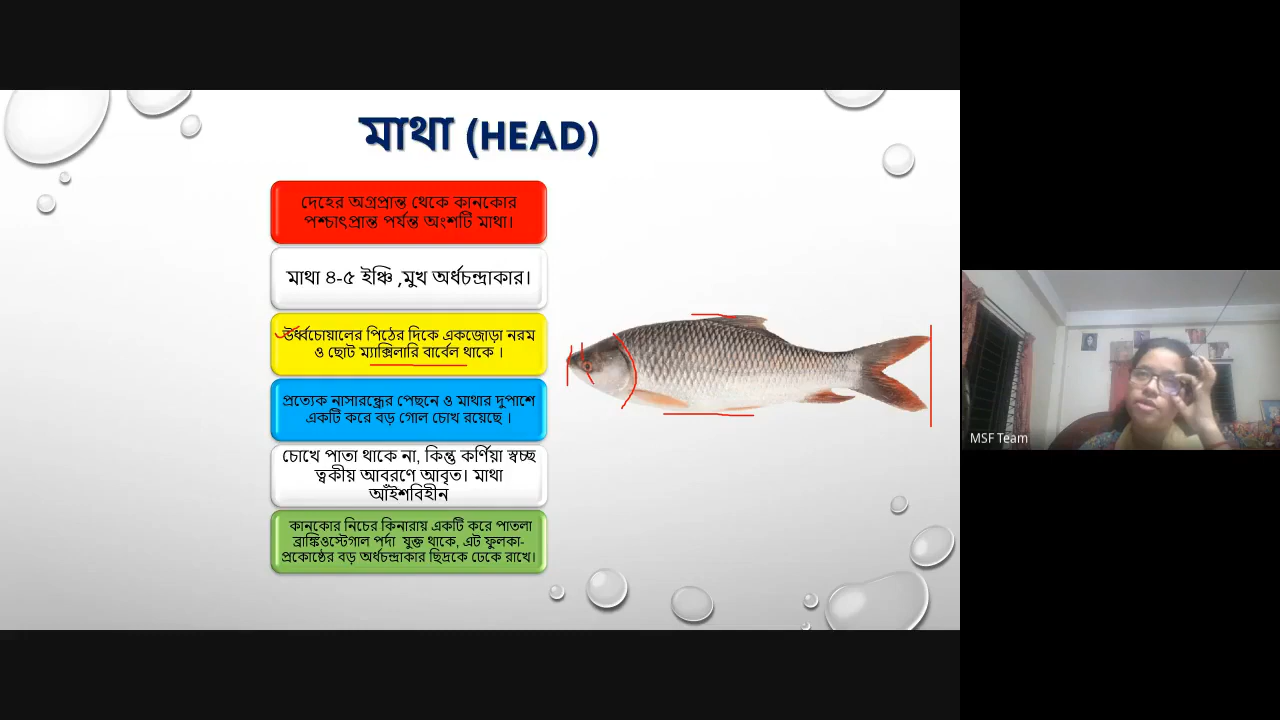 মাথা (HEAD)
দেহের অগ্রপ্রান্ত থেকে কানকোর
পশ্চাৎপ্রান্ত পর্যন্ত অংশটি মাথা।
মাথা ৪-৫ ইঞ্চি ,মুখ অর্ধচন্দ্রাকার।
ঊর্ধ্বচোয়ালের পিঠের দিকে একজোড়া নরম
ও ছোট ম্যাক্সিলারি বার্বেল থাকে ।
প্রত্যেক নাসারন্ধ্রের পেছনে ও মাথার দুপাশে
একটি করে বড় গোল চোখ রয়েছে ।
চোখে পাতা থাকে না, কিন্তু কর্ণিয়া স্বচ্ছ
ত্বকীয় আবরণে আবৃত। মাথা
আঁইশবিহীন
কানকোর নিচের কিনারায় একটি করে পাতলা
ব্রাঙ্কিওস্টেগাল পর্দা যুক্ত থাকে, এট ফুলকা-
প্রকোষ্ঠের বড় অর্ধচন্দ্রাকার ছিদ্রকে ঢেকে রাখে।
MSF Team